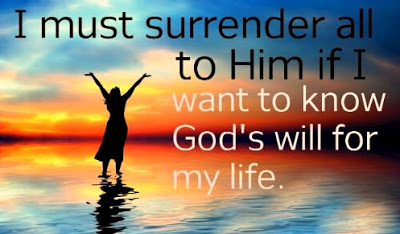 I must surrender all
to Him if I
want to know
God's will for
my life.